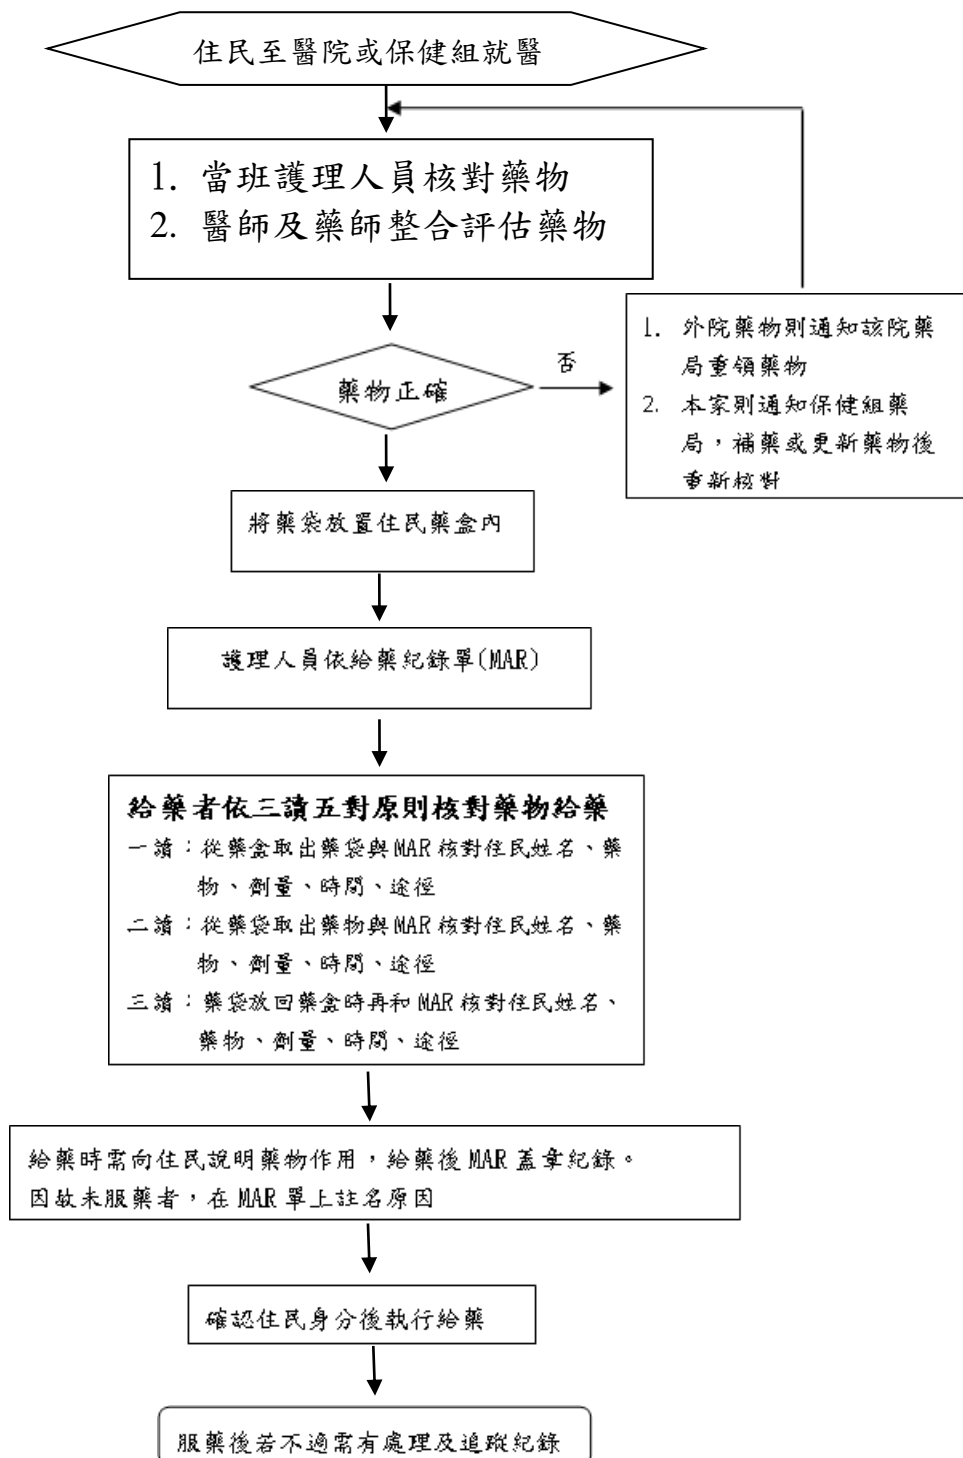 住民至醫院或保健組就醫
1. 當班護理人員核對藥物
2. 醫師及藥師整合評估藥物
藥物正確
否
1. 外院藥物則通知該院藥
局重領藥物
2. 本家則通知保健組藥
局，補藥或更新藥物後
重新核對
將藥袋放置住民藥盒內
護理人員依給藥紀錄單(MAR)
給藥者依三讀五對原則核對藥物給藥
一讀：從藥盒取出藥袋與MAR核對住民姓名、藥
物、劑量、時間、途徑
二讀：從藥袋取出藥物與MAR核對住民姓名、藥
物、劑量、時間、途徑
三讀：藥袋放回藥盒時再和 MAR 核對住民姓名、
藥物、劑量、時間、途徑
給藥時需向住民說明藥物作用，給藥後 MAR 蓋章紀錄。
因故未服藥者，在 MAR 單上註名原因
確認住民身分後執行給藥
服藥後若不適需有處理及追蹤紀錄